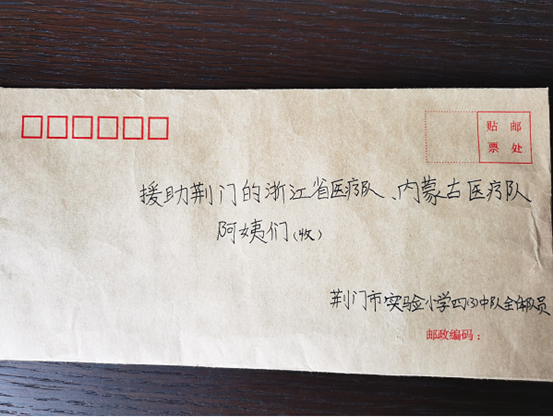 贴 邮
票 处
援助荆门的浙江省医疗队、内蒙古医疗队
阿姨们(收)
荆门市实验小学四(3)中队全体队员
邮政编码：